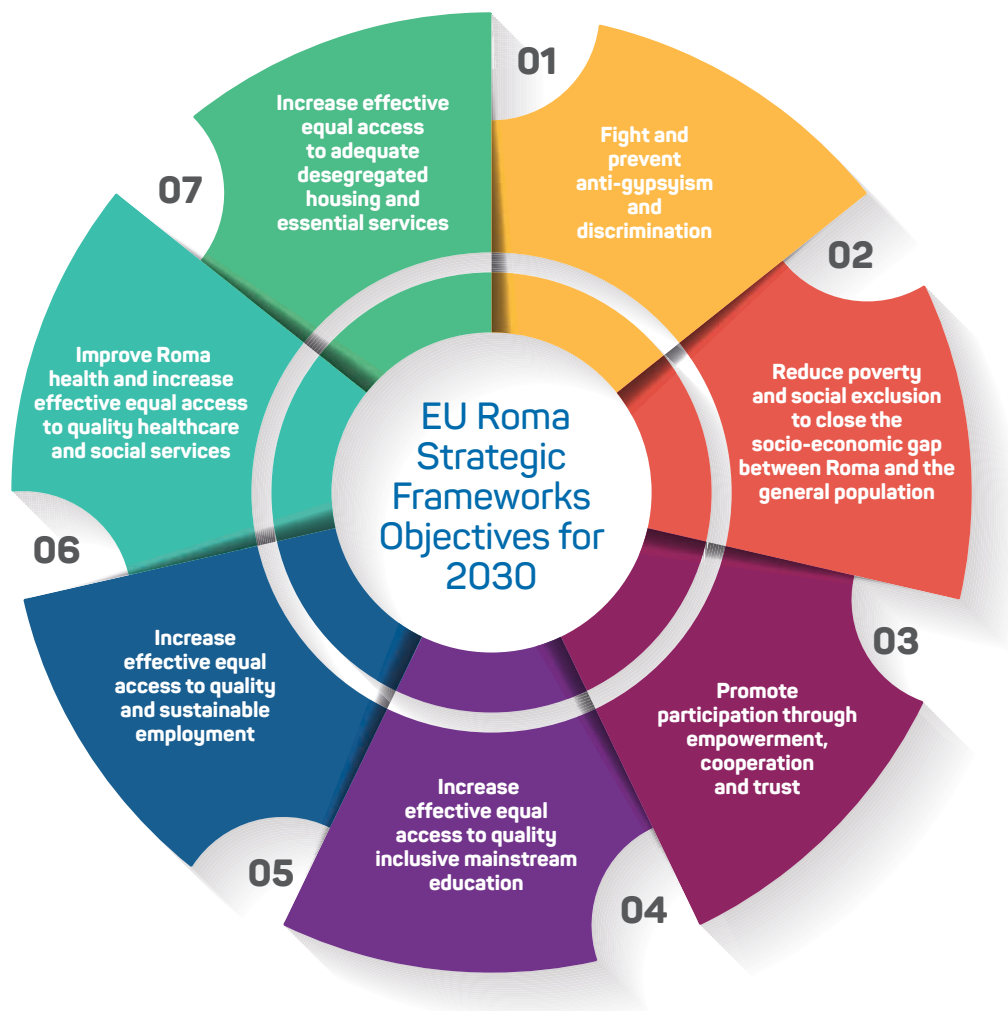 EU Roma
Strategic
Frameworks
Objectives for
2030
01
Fight and
prevent
anti-gypsyism
and
discrimination
02
Reduce poverty
and social exclusion
to close the
socio-economic gap
between Roma and the
general population
03
Promote
participation through
empowerment,
cooperation
and trust
04
Increase
effective equal
access to quality
inclusive mainstream
education
05
Increase
effective equal
access to quality
and sustainable
employment
06
Improve Roma
health and increase
effective equal access
to quality healthcare
and social services
07
Increase effective
equal access
to adequate
desegregated
housing and
essential services